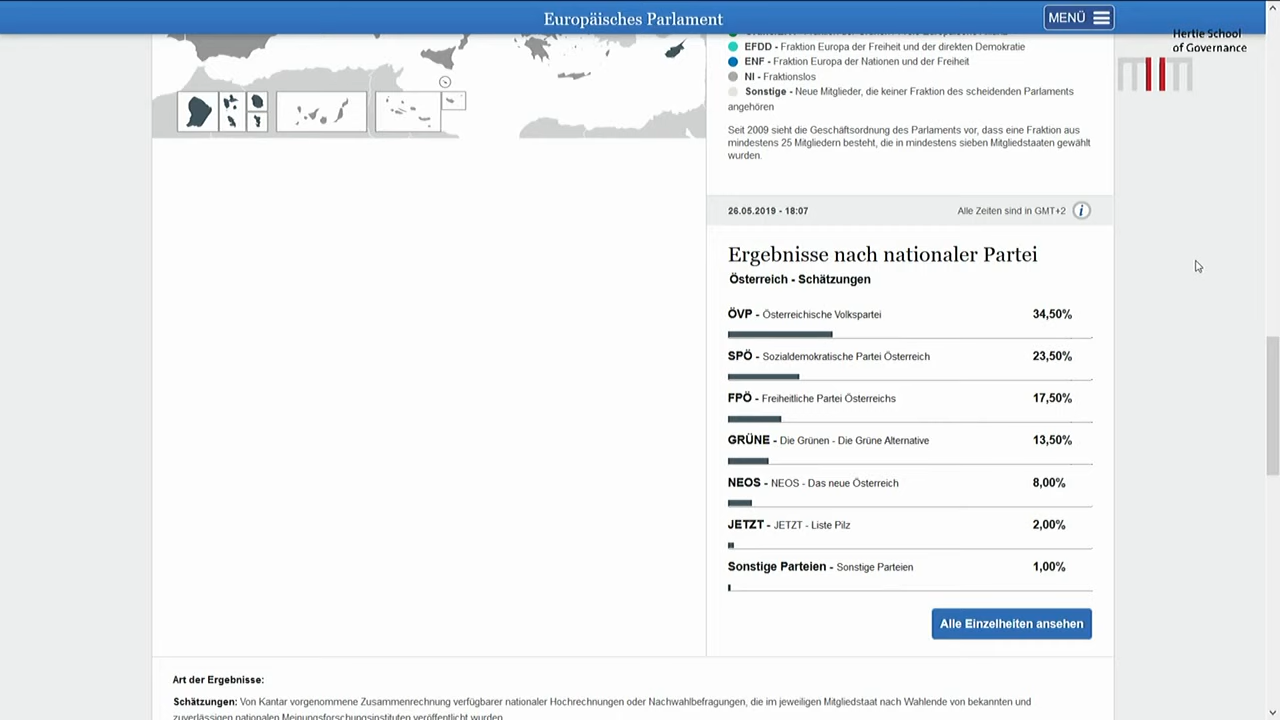 Europäisches Parlament
MENÜ
Hertie School
of Governance
EFDD - Fraktion Europa der Freiheit und der direkten Demokratie
ENF - Fraktion Europa der Nationen und der Freiheit
NI - Fraktionslos
Sonstige - Neue Mitglieder, die keiner Fraktion des scheidenden Parlaments
angehören
Seit 2009 sieht die Geschäftsordnung des Parlaments vor, dass eine Fraktion aus
mindestens 25 Mitgliedern besteht, die in mindestens sieben Mitgliedstaaten gewählt
wurden.
26.05.2019 - 18:07 Alle Zeiten sind in GMT+2 i
Ergebnisse nach nationaler Partei
Österreich - Schätzungen
ÖVP - Österreichische Volkspartei 34,50%
SPÖ - Sozialdemokratische Partei Österreich 23,50%
FPÖ - Freiheitliche Partei Österreichs 17,50%
GRÜNE - Die Grünen - Die Grüne Alternative 13,50%
NEOS - NEOS - Das neue Österreich 8,00%
JETZT - JETZT - Liste Pilz 2,00%
Sonstige Parteien - Sonstige Parteien 1,00%
Alle Einzelheiten ansehen
Art der Ergebnisse:
Schätzungen: Von Kantar vorgenommene Zusammenrechnung verfügbarer nationaler Hochrechnungen oder Nachwahlbefragungen, die im jeweiligen Mitgliedstaat nach Wahlende von bekannten und
zuverlässigen nationalen Meinungsforschungsinstituten veröffentlicht wurden.